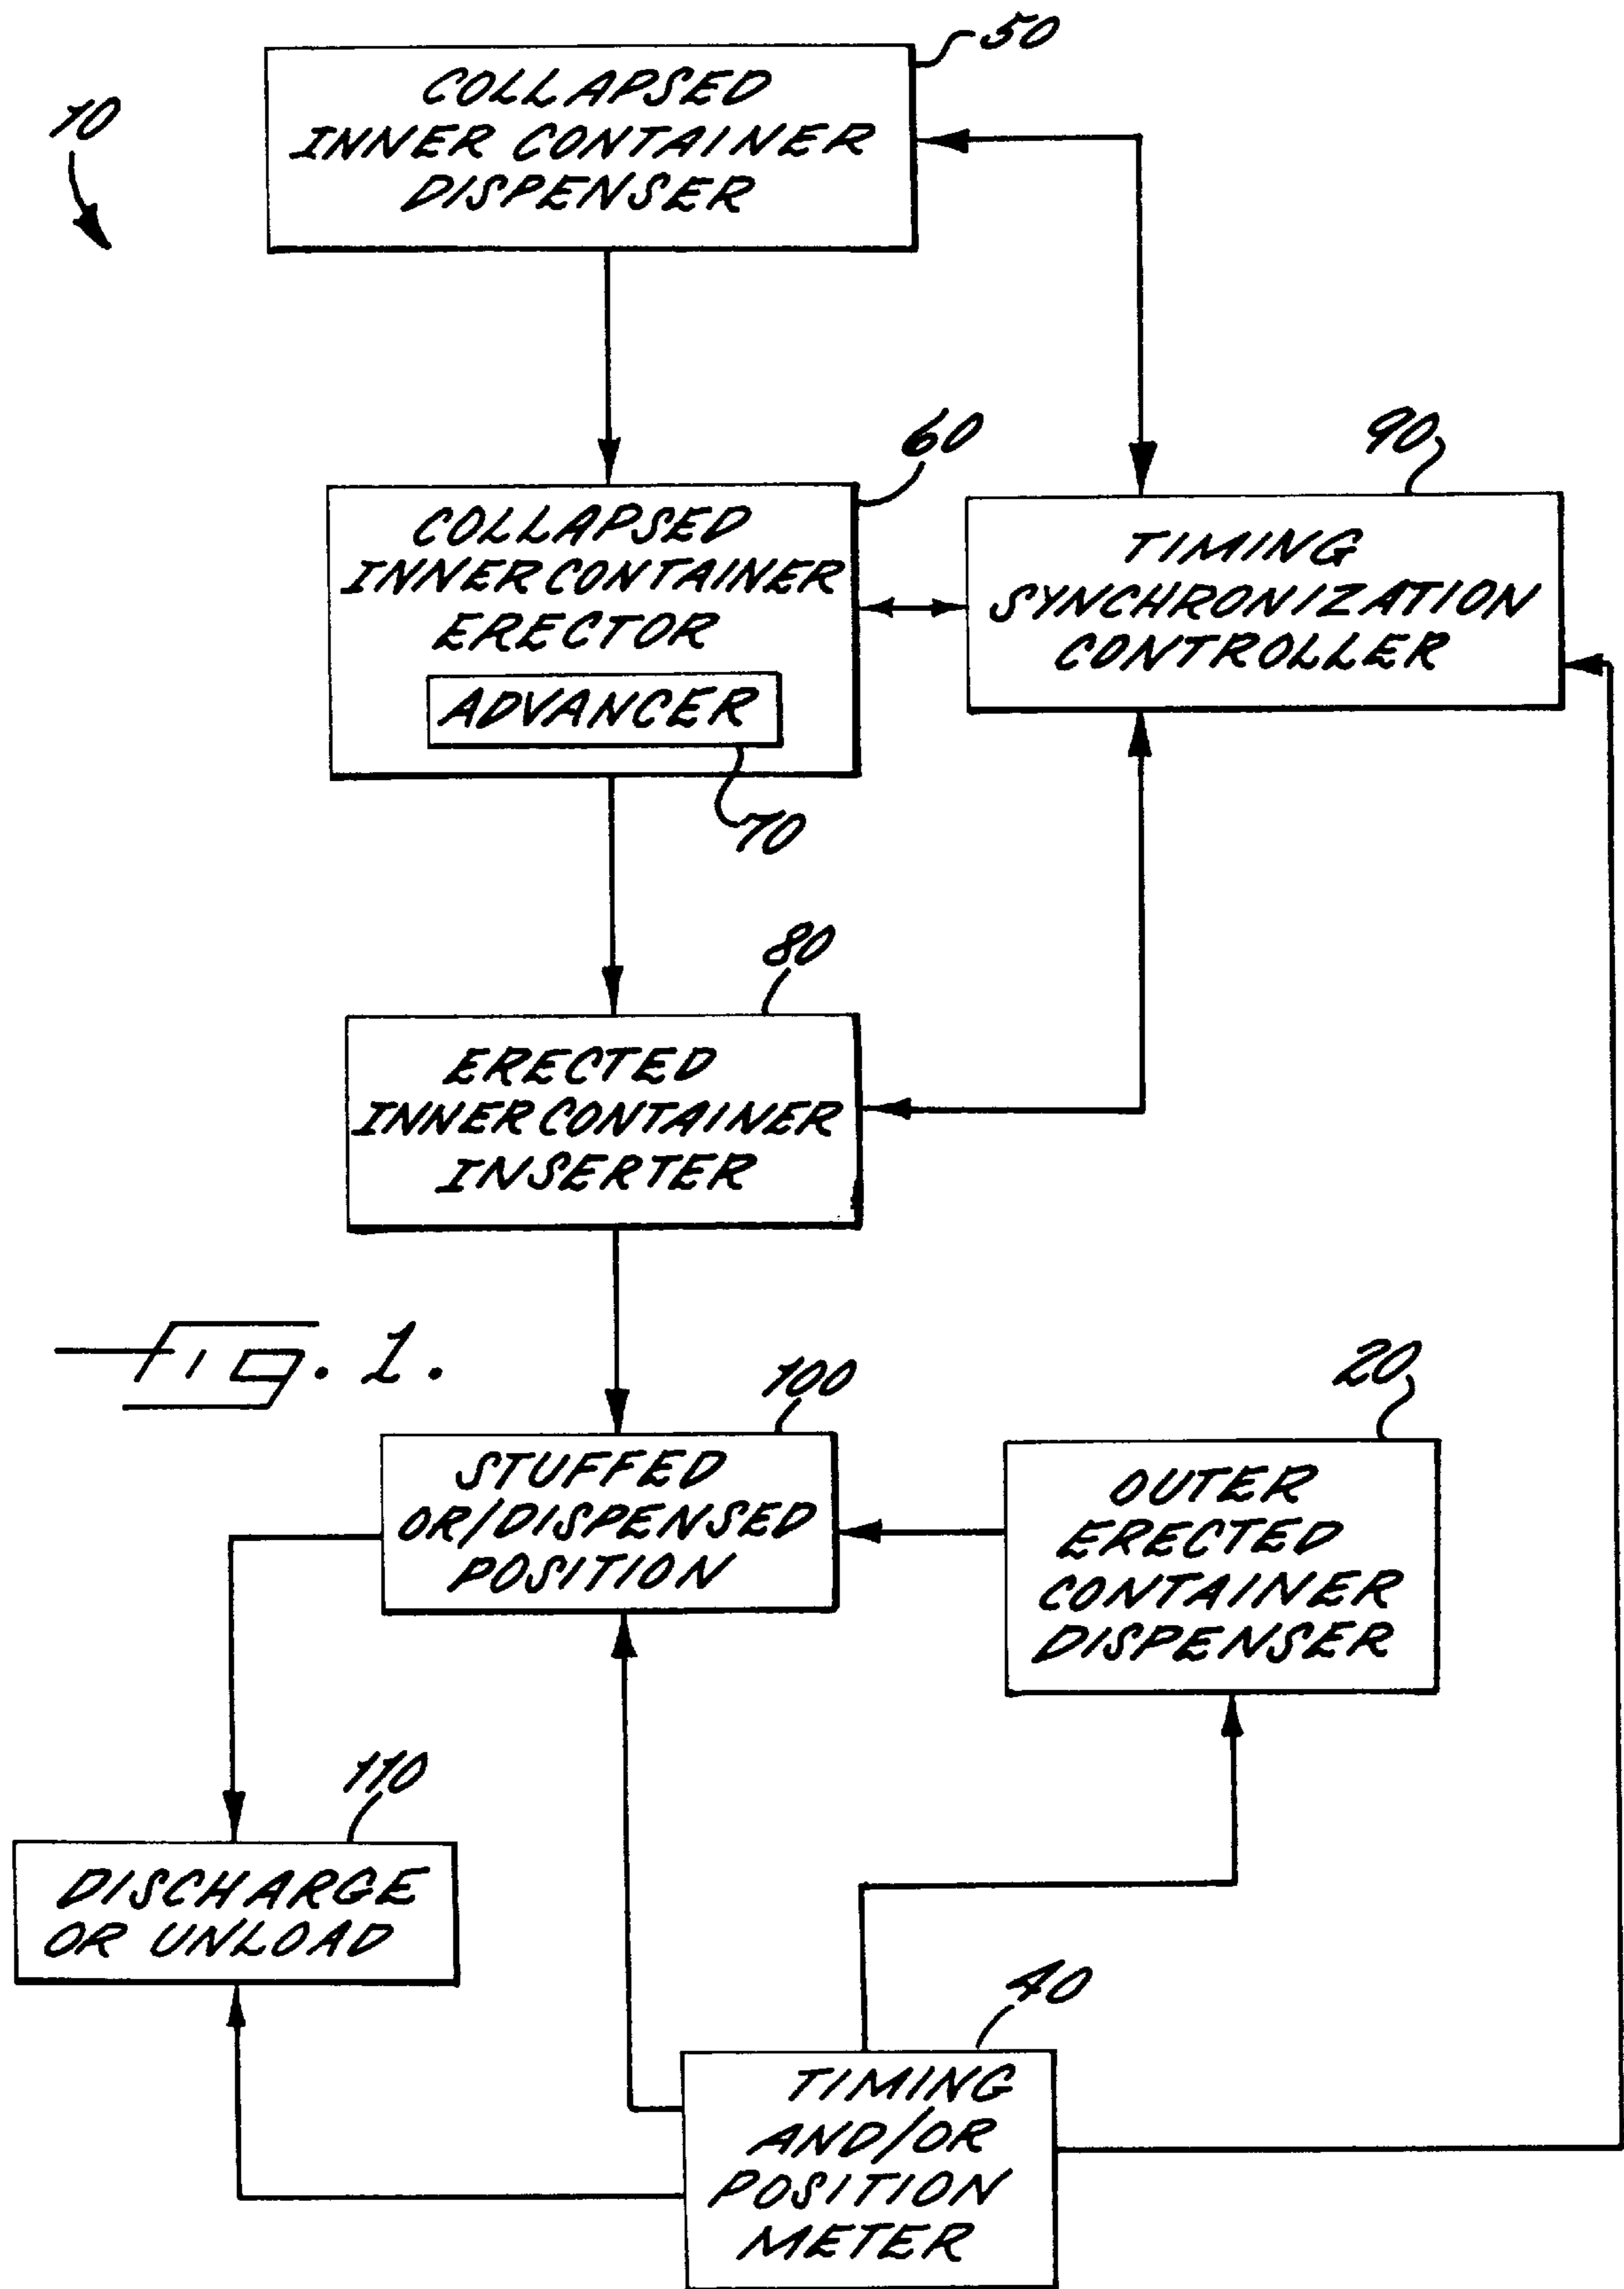 50
10
COLLAPSED
INNER CONTAINER
DISPENSER
60
90
COLLAPSED
INNER CONTAINER
ERECTOR
ADVANCER
70
TIMING
SYNCHRONIZATION
CONTROLLER
80
ERECTED
INNER CONTAINER
INSERTER
Fig. 1.
100
20
STUFFED
OR/DISPENSED
POSITION
OUTER
ERECTED
CONTAINER
DISPENSER
110
DISCHARGE
OR UNLOAD
40
TIMING
AND/OR
POSITION
METER